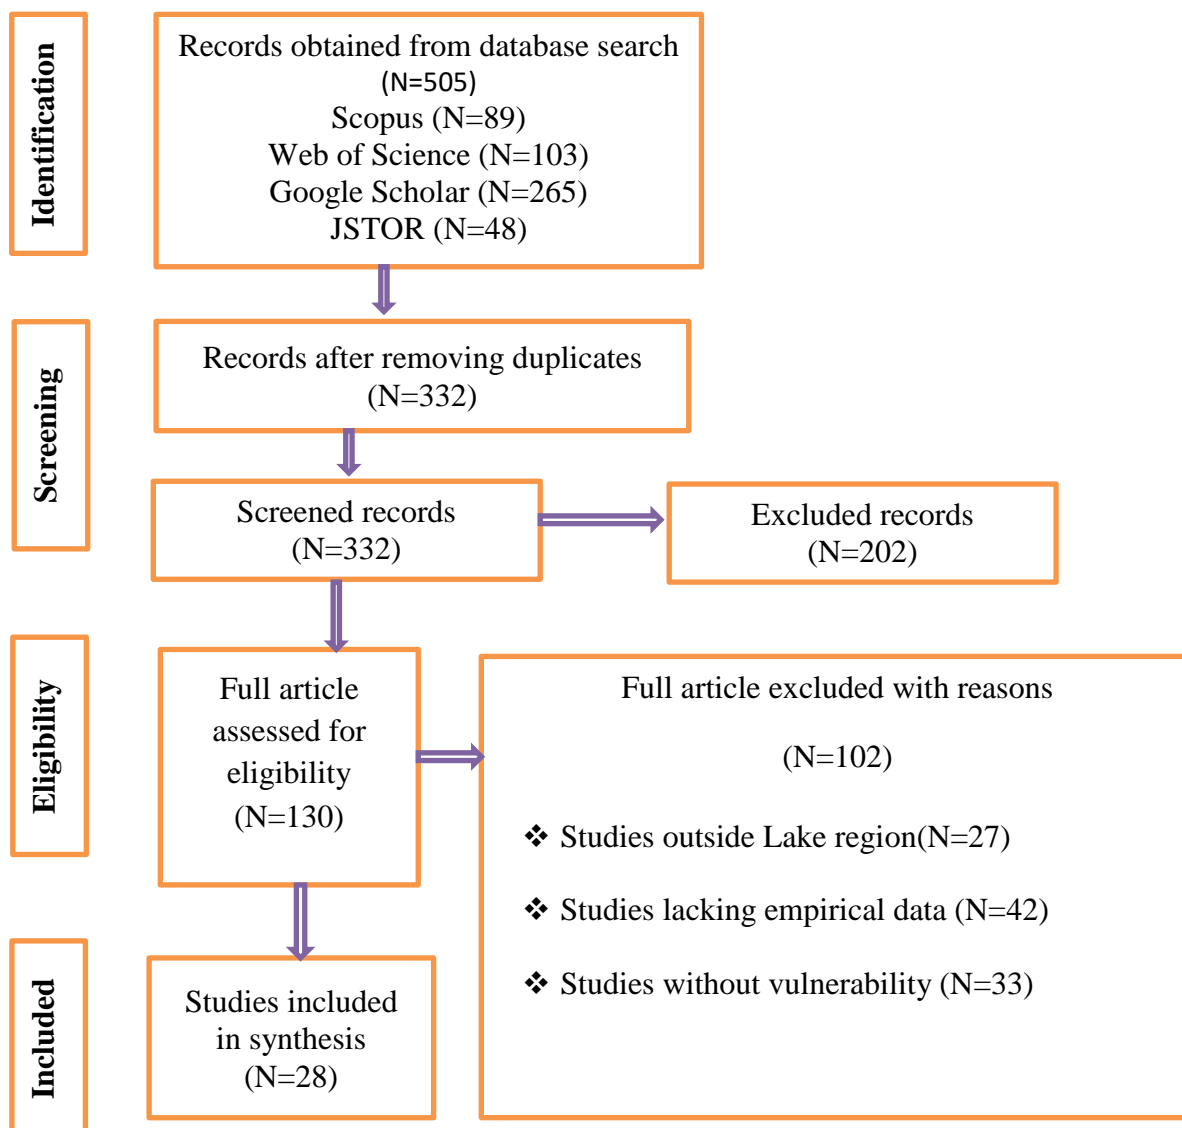 Identification
Records obtained from database search
(N=505)
Scopus (N=89)
Web of Science (N=103)
Google Scholar (N=265)
JSTOR (N=48)
Screening
Records after removing duplicates
(N=332)
Screened records
(N=332)
Excluded records
(N=202)
Eligibility
Full article
assessed for
eligibility
(N=130)
Full article excluded with reasons
(N=102)
❖ Studies outside Lake region(N=27)
❖ Studies lacking empirical data (N=42)
❖ Studies without vulnerability (N=33)
Included
Studies included
in synthesis
(N=28)